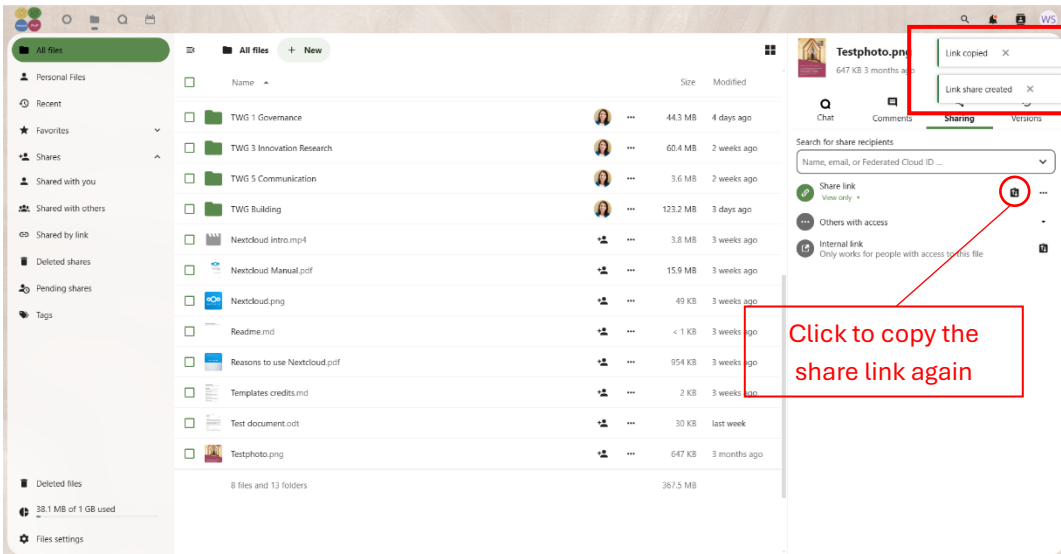 WS
All files
Personal Files
Recent
Favorites
Shares
Shared with you
Shared with others
Shared by link
Deleted shares
Pending shares
Tags
Deleted files
38.1 MB of 1 GB used
Files settings
All files + New
Name Size Modified
TWG 1 Governance 44.3 MB 4 days ago
TWG 3 Innovation Research 60.4 MB 2 weeks ago
TWG 5 Communication 3.6 MB 2 weeks ago
TWG Building 123.2 MB 3 days ago
Nextcloud intro.mp4 3.8 MB 3 weeks ago
Nextcloud Manual.pdf 15.9 MB 3 weeks ago
Nextcloud.png 49 KB 3 weeks ago
Readme.md < 1 KB 3 weeks ago
Reasons to use Nextcloud.pdf 954 KB 3 weeks ago
Templates credits.md 2 KB 3 weeks ago
Test document.odt 30 KB last week
Testphoto.png 647 KB 3 months ago
8 files and 13 folders 367.5 MB
Testphoto.png
647 KB 3 months ago
Link copied
Link share created
Chat Comments Sharing Versions
Search for share recipients
Name, email, or Federated Cloud ID ...
Share link
View only
Others with access
Internal link
Only works for people with access to this file
Click to copy the
share link again